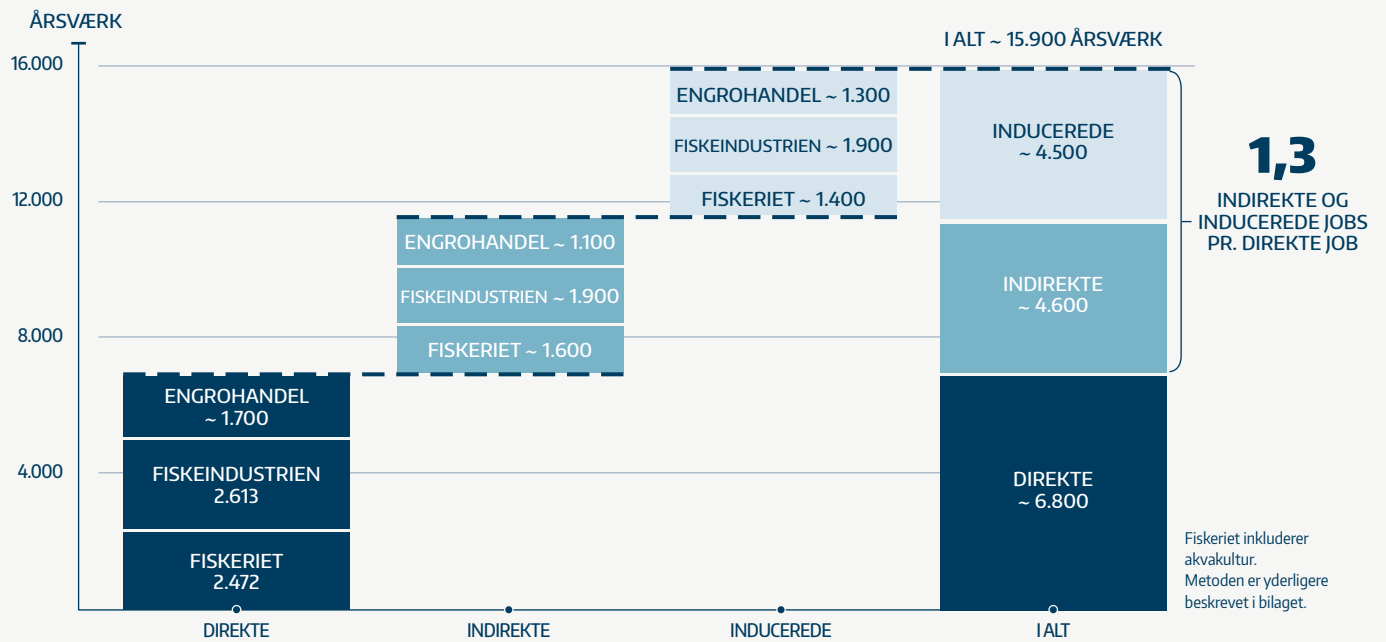 ÅRSVÆRK
I ALT ~ 15.900 ÅRSVÆRK
16.000
12.000
8.000
4.000
ENGROHANDEL
~ 1.700
FISKEINDUSTRIEN
2.613
FISKERIET
2.472
ENGROHANDEL ~ 1.100
FISKEINDUSTRIEN ~ 1.900
FISKERIET ~ 1.600
ENGROHANDEL ~ 1.300
FISKEINDUSTRIEN ~ 1.900
FISKERIET ~ 1.400
INDUCEREDE
~ 4.500
INDIREKTE
~ 4.600
DIREKTE
~ 6.800
1,3
INDIREKTE OG
INDUCEREDE JOBS
PR. DIREKTE JOB
Fiskeriet inkluderer
akvakultur.
Metoden er yderligere
beskrevet i bilaget.
DIREKTE
INDIREKTE
INDUCEREDE
I ALT